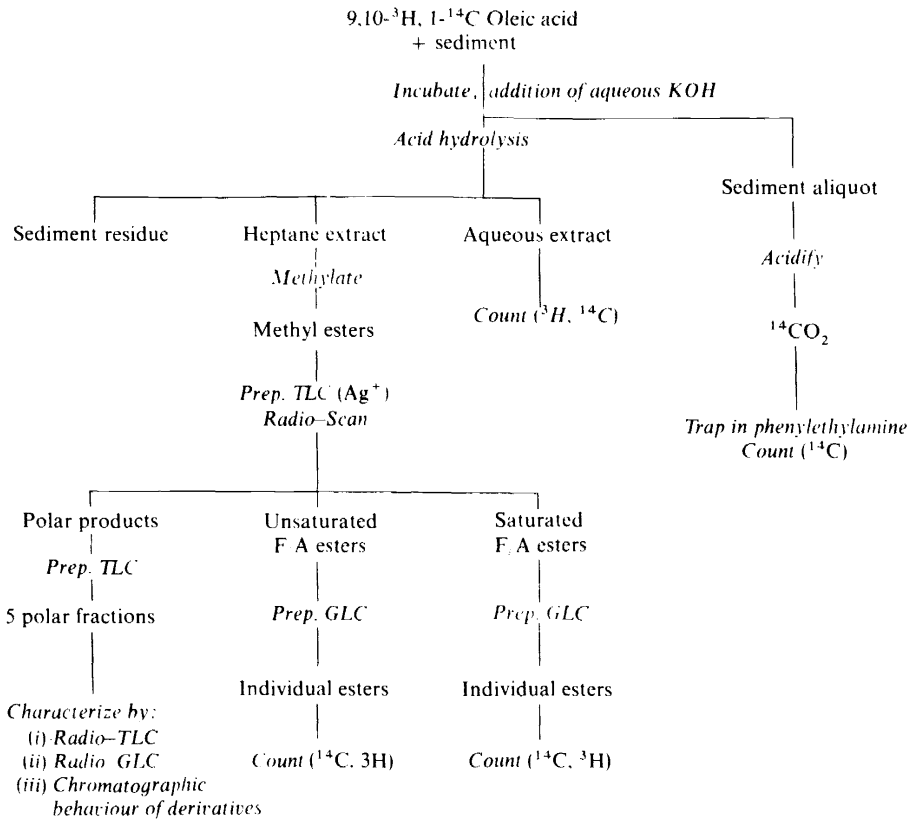 9,10-³H, 1-¹⁴C Oleic acid
+ sediment
Incubate, addition of aqueous KOH
Acid hydrolysis
Sediment aliquot
Sediment residue
Heptane extract
Aqueous extract
Acidify
Methylate
Count (³H, ¹⁴C)
¹⁴CO₂
Methyl esters
Prep. TLC (Ag⁺)
Radio–Scan
Trap in phenylethylamine
Count (¹⁴C)
Polar products
Unsaturated
F.A esters
Saturated
F.A esters
Prep. TLC
5 polar fractions
Prep. GLC
Prep. GLC
Individual esters
Individual esters
Characterize by:
(i) Radio–TLC
(ii) Radio GLC
(iii) Chromatographic
behaviour of derivatives
Count (¹⁴C, 3H)
Count (¹⁴C, ³H)